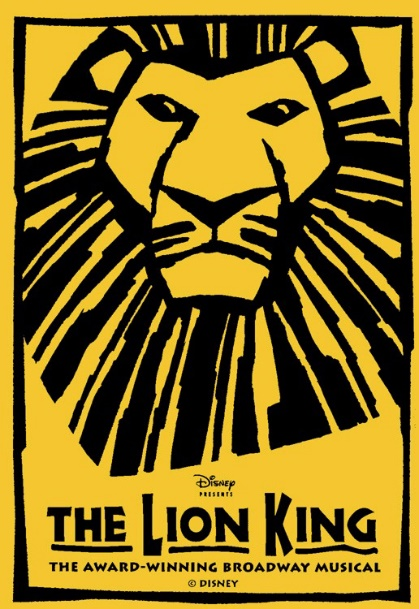 Disney
PRESENTS
THE LION KING
THE AWARD-WINNING BROADWAY MUSICAL
© DISNEY